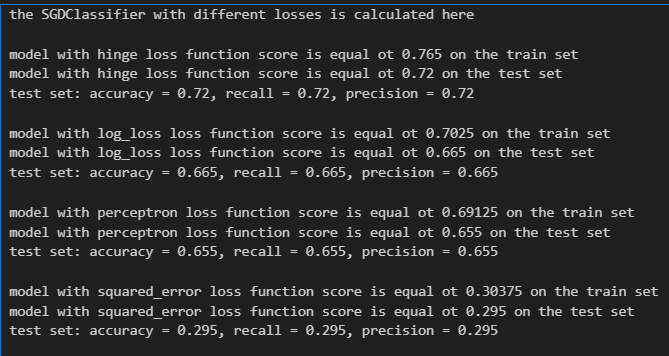 the SGDClassifier with different losses is calculated here
model with hinge loss function score is equal ot 0.765 on the train set
model with hinge loss function score is equal ot 0.72 on the test set
test set: accuracy = 0.72, recall = 0.72, precision = 0.72
model with log_loss loss function score is equal ot 0.7025 on the train set
model with log_loss loss function score is equal ot 0.665 on the test set
test set: accuracy = 0.665, recall = 0.665, precision = 0.665
model with perceptron loss function score is equal ot 0.69125 on the train set
model with perceptron loss function score is equal ot 0.655 on the test set
test set: accuracy = 0.655, recall = 0.655, precision = 0.655
model with squared_error loss function score is equal ot 0.30375 on the train set
model with squared_error loss function score is equal ot 0.295 on the test set
test set: accuracy = 0.295, recall = 0.295, precision = 0.295